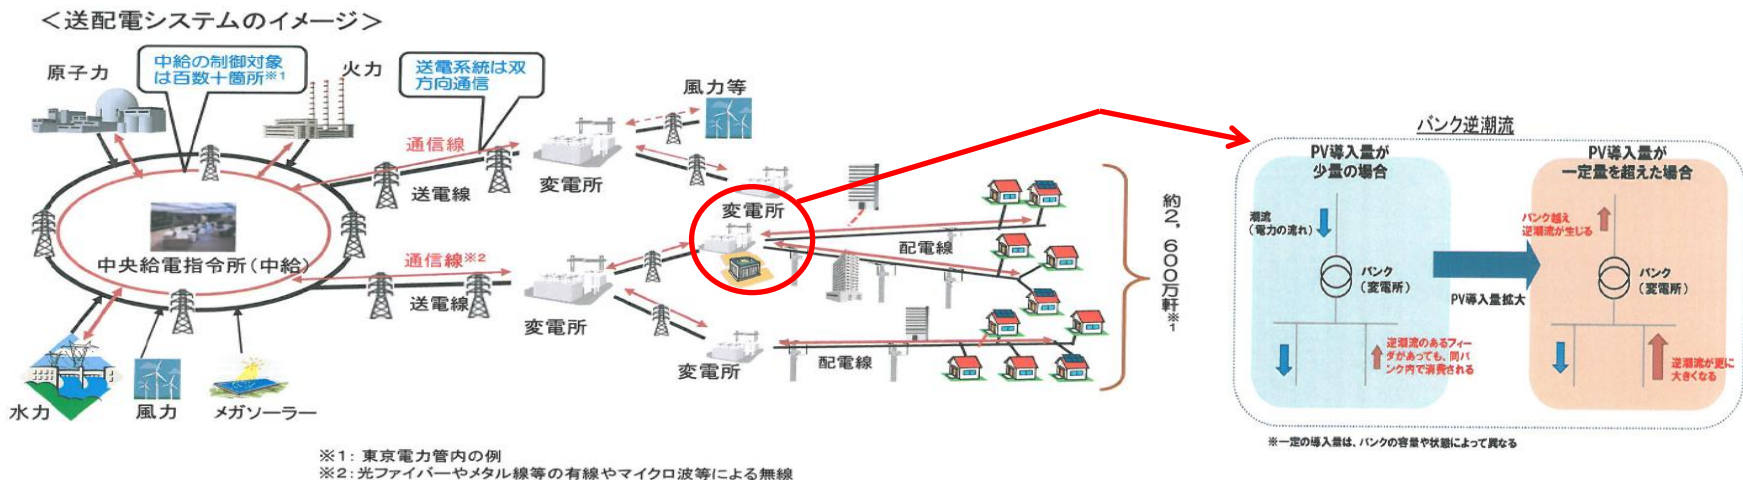 ＜送配電システムのイメージ＞
原子力
中給の制御対象
は百数十箇所※1
火力
送電系統は双
方向通信
風力等
通信線
送電線
変電所
変電所
変電所
中央給電指令所(中給)
通信線※2
送電線
変電所
変電所
配電線
配電線
約2,600万軒※1
水力
風力
メガソーラー
※1: 東京電力管内の例
※2:光ファイバーやメタル線等の有線やマイクロ波等による無線
バンク逆潮流
PV導入量が
少量の場合
潮流
(電力の流れ)
バンク
(変電所)
逆潮流のあるフィー
ダがあっても、同バ
ンク内で消費される
PV導入量拡大
PV導入量が
一定量を超えた場合
バンク越え
逆潮流が生じる
バンク
(変電所)
逆潮流が更に
大きくなる
※一定の導入量は、バンクの容量や状態によって異なる